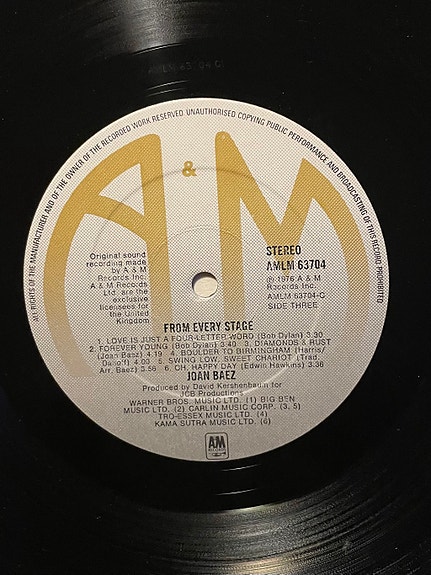 ALL RIGHTS OF THE MANUFACTURER AND OF THE OWNER OF THE RECORDED WORK RESERVED UNAUTHORISED COPYING PUBLIC PERFORMANCE AND BROADCASTING OF THIS RECORD PROHIBITED
A & M
Original sound
recording made
by A & M
Records Inc.
A & M Records
Ltd. are the
exclusive
licensees for
the United
Kingdom
STEREO
AMLM 63704
℗ 1976 A & M
Records Inc.
AMLM 63704-C
SIDE THREE
FROM EVERY STAGE
1. LOVE IS JUST A FOUR-LETTER WORD (Bob Dylan) 3.30
2. FOREVER YOUNG (Bob Dylan) 3.40 3. DIAMONDS & RUST
(Joan Baez) 4.19 4. BOULDER TO BIRMINGHAM (Harris/
Danoff) 4.00 5. SWING LOW, SWEET CHARIOT (Trad.
Arr. Baez) 3.56 6. OH, HAPPY DAY (Edwin Hawkins) 3.36
JOAN BAEZ
Produced by David Kershenbaum for
JCB Productions
WARNER BROS. MUSIC LTD. (1) BIG BEN
MUSIC LTD. (2) CARLIN MUSIC CORP. (3, 5)
TRO-ESSEX MUSIC LTD. (4)
KAMA SUTRA MUSIC LTD. (6)
AM